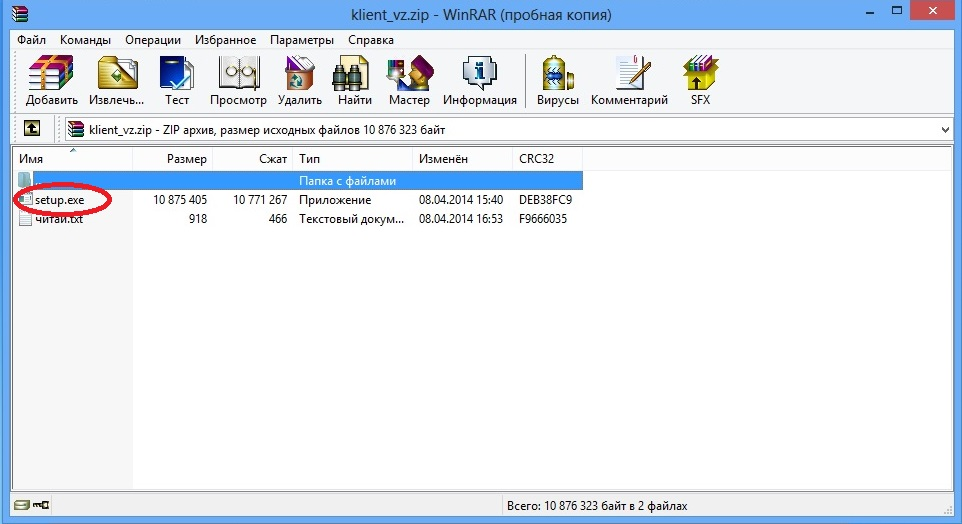 klient_vz.zip - WinRAR (пробная копия)
Файл Команды Операции Избранное Параметры Справка
Добавить Извлечь... Тест Просмотр Удалить Найти Мастер Информация Вирусы Комментарий SFX
klient_vz.zip - ZIP архив, размер исходных файлов 10 876 323 байт
Имя Размер Сжат Тип Изменён CRC32
.. Папка с файлами
setup.exe 10 875 405 10 771 267 Приложение 08.04.2014 15:40 DEB38FC9
читай.txt 918 466 Текстовый докум... 08.04.2014 16:53 F9666035
Всего: 10 876 323 байт в 2 файлах